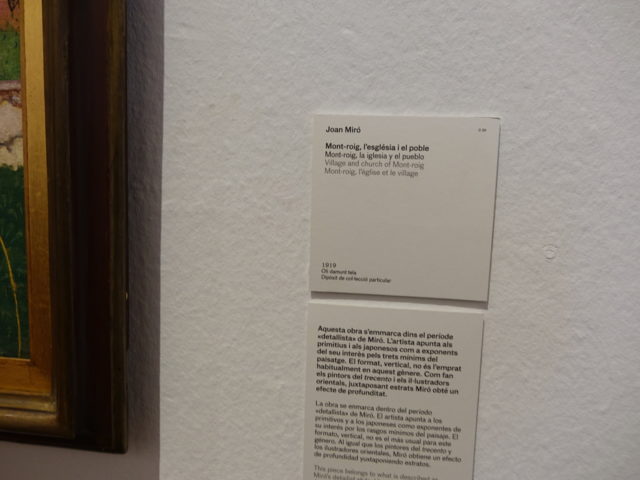 Joan Miró
Mont-roig, l'església i el poble
Mont-roig, la iglesia y el pueblo
Village and church of Mont-roig
Mont-roig, l'église et le village
1919
Oli damunt tela
Dipòsit de col·lecció particular
Aquesta obra s'emmarca dins el període
«detallista» de Miró. L'artista apunta als
primitius i als japonesos com a exponents
del seu interès pels trets mínims del
paisatge. El format, vertical, no és l'emprat
habitualment en aquest gènere. Com fan
els pintors del trecento i els il·lustradors
orientals, juxtaposant estrats Miró obté un
efecte de profunditat.
La obra se enmarca dentro del período
«detallista» de Miró. El artista apunta a los
primitivos y a los japoneses como exponentes de
su interés por los rasgos mínimos del paisaje. El
formato, vertical, no es el más usual para este
género. Al igual que los pintores del trecento y
los ilustradores orientales, Miró obtiene un efecto
de profundidad yuxtaponiendo estratos.
This piece belongs to what is described as